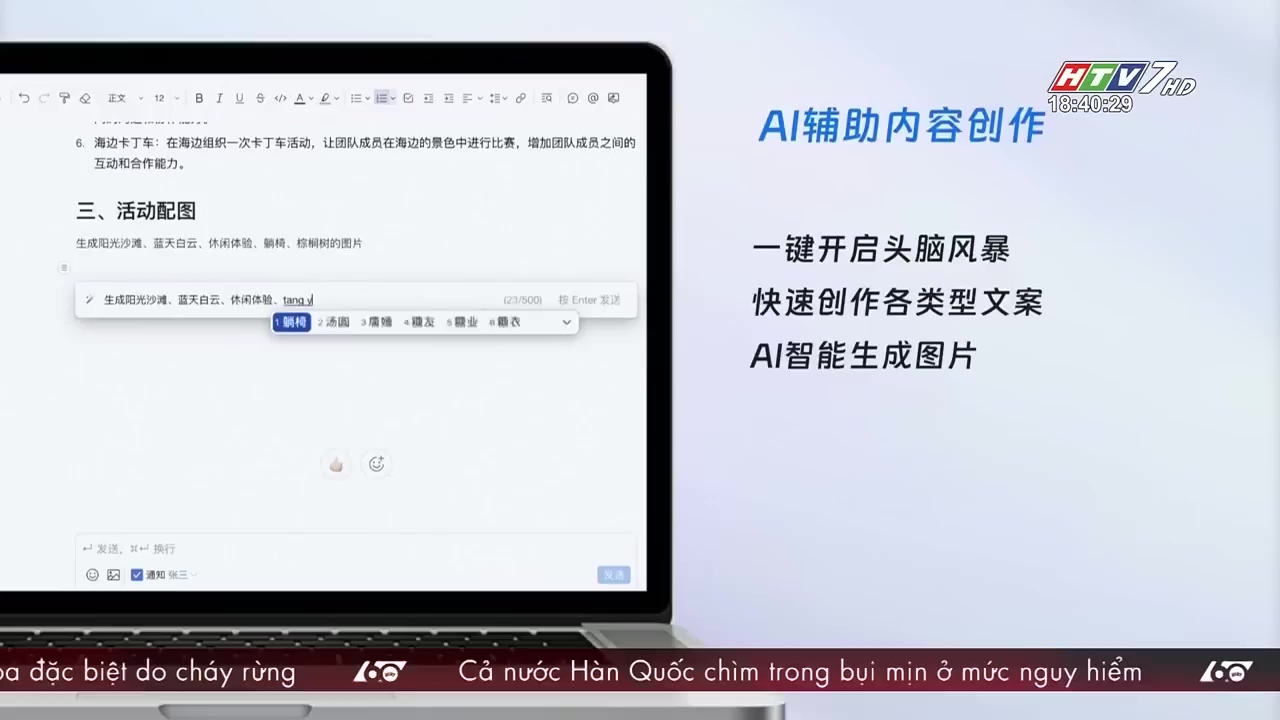 HTV7 HD
18:40:29
AI辅助内容创作
一键开启头脑风暴
快速创作各类型文案
AI智能生成图片
正文 12 B I U S A
6. 海边卡丁车：在海边组织一次卡丁车活动，让团队成员在海边的景色中进行比赛，增加团队成员之间的
互动和合作能力。
三、活动配图
生成阳光沙滩、蓝天白云、休闲体验、躺椅、棕榈树的图片
生成阳光沙滩、蓝天白云、休闲体验、tang y (23/500) 按 Enter 发送
1 躺椅 2 汤圆 3 唐嫣 4 糖友 5 糖业 6 糖衣
发送，⌘↵ 换行
通知 张三 发送
đặc biệt do cháy rừng 60 giây Cả nước Hàn Quốc chìm trong bụi mịn ở mức nguy hiểm 60 giây